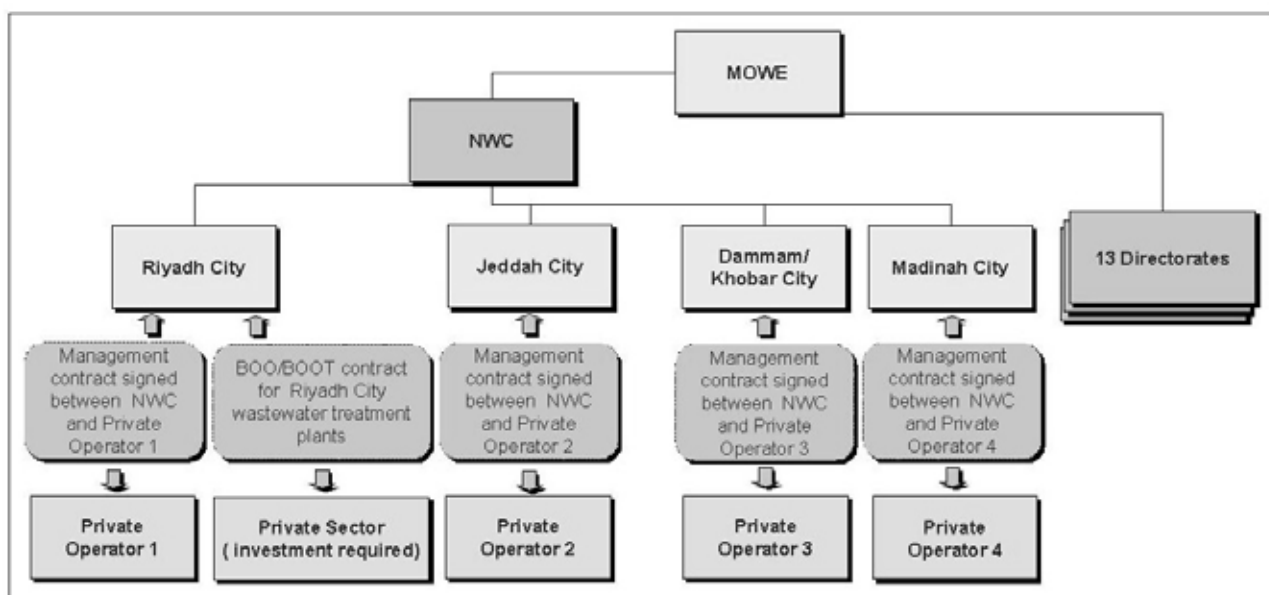 MOWE
NWC
Riyadh City
Jeddah City
Dammam/
Khobar City
Madinah City
13 Directorates
Management
contract signed
between NWC
and Private
Operator 1
BOO/BOOT contract
for Riyadh City
wastewater treatment
plants
Management
contract signed
between NWC
and Private
Operator 2
Management
contract signed
between NWC
and Private
Operator 3
Management
contract signed
between NWC
and Private
Operator 4
Private
Operator 1
Private Sector
( investment required)
Private
Operator 2
Private
Operator 3
Private
Operator 4